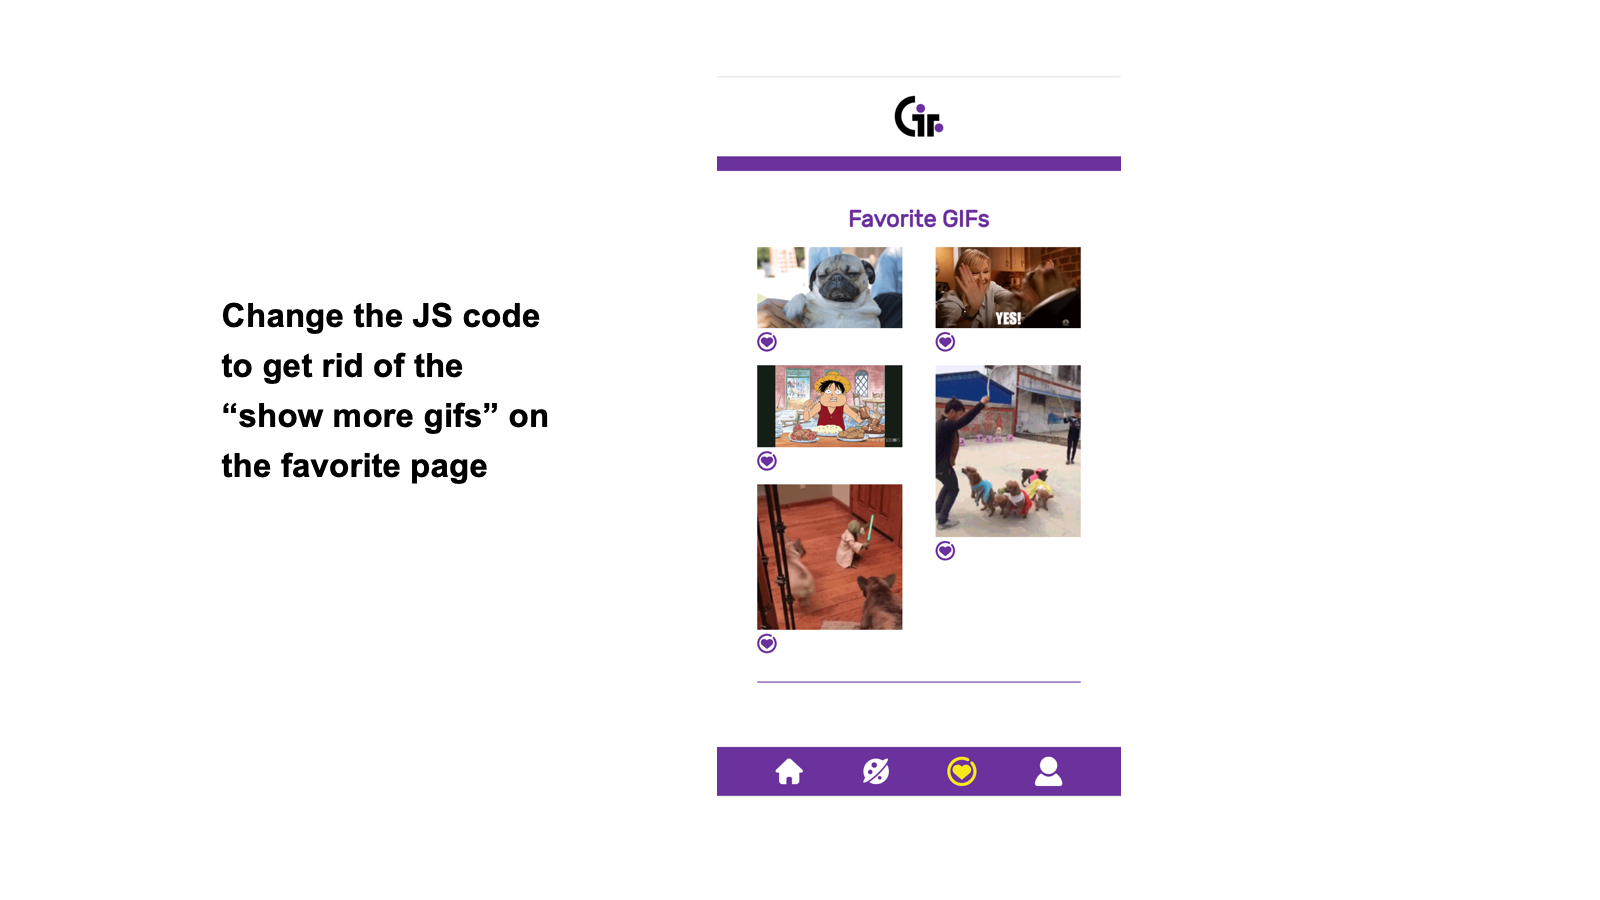 Change the JS code
to get rid of the
“show more gifs” on
the favorite page
Gif.
Favorite GIFs
YES!